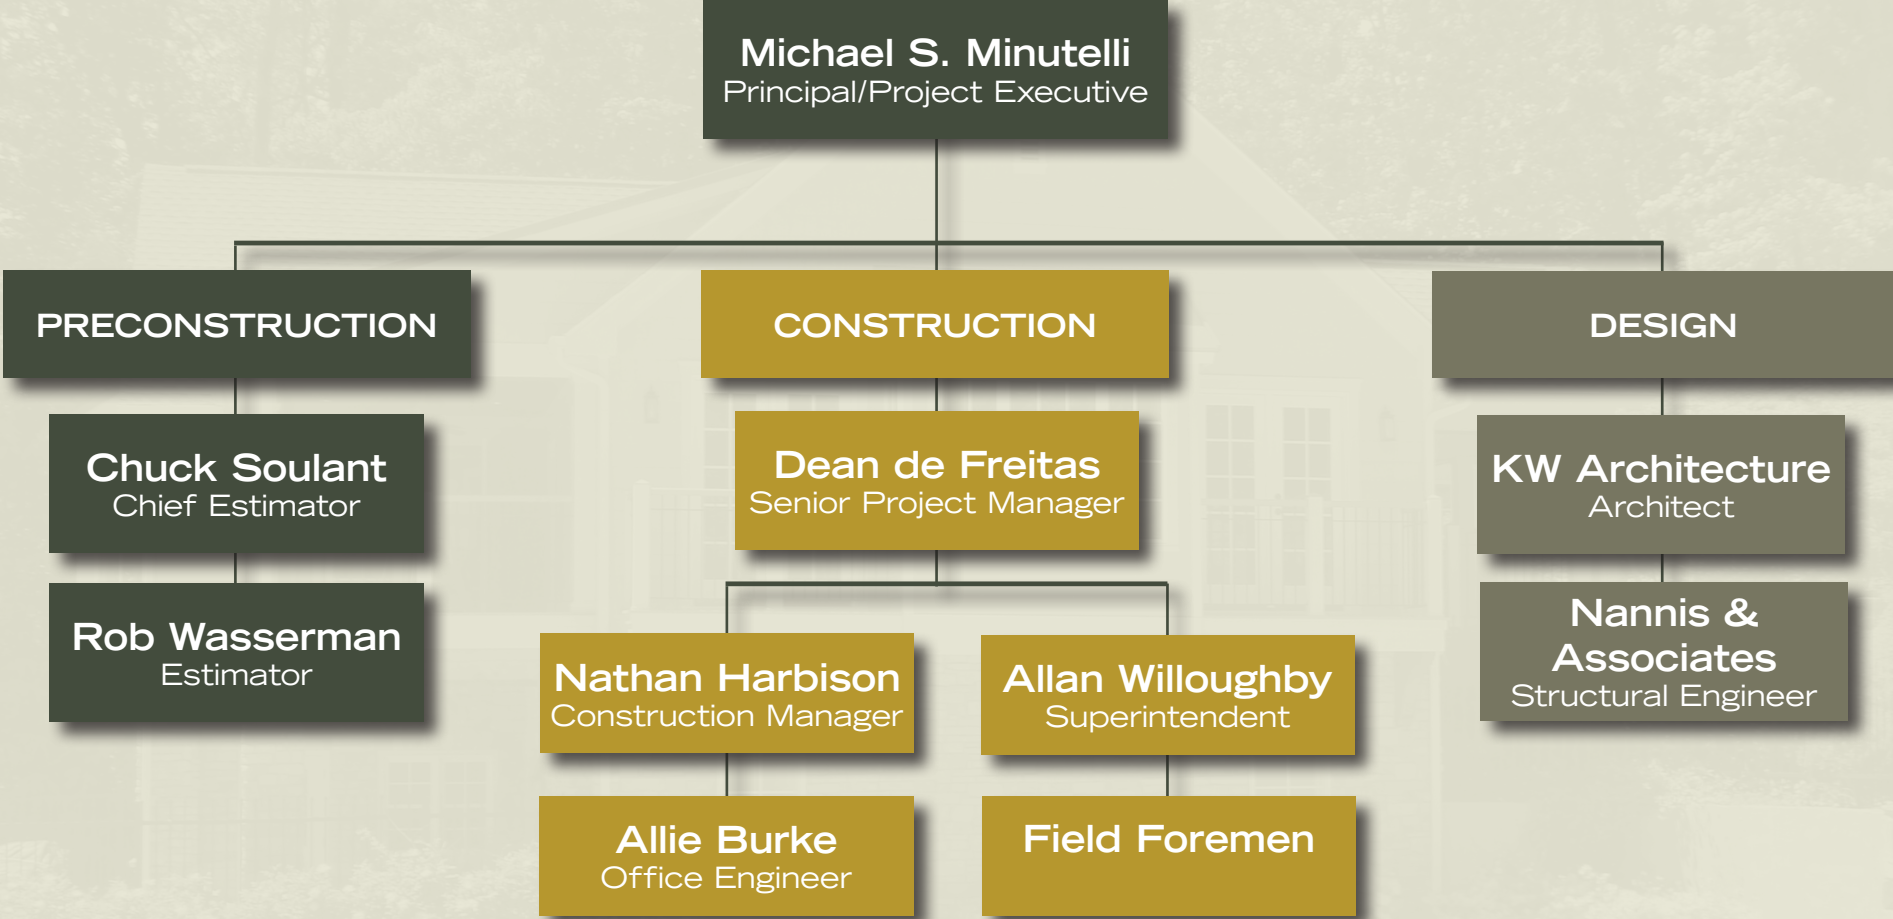 Michael S. Minutelli
Principal/Project Executive
PRECONSTRUCTION
CONSTRUCTION
DESIGN
Chuck Soulant
Chief Estimator
Rob Wasserman
Estimator
Dean de Freitas
Senior Project Manager
Nathan Harbison
Construction Manager
Allie Burke
Office Engineer
Allan Willoughby
Superintendent
Field Foremen
KW Architecture
Architect
Nannis &
Associates
Structural Engineer